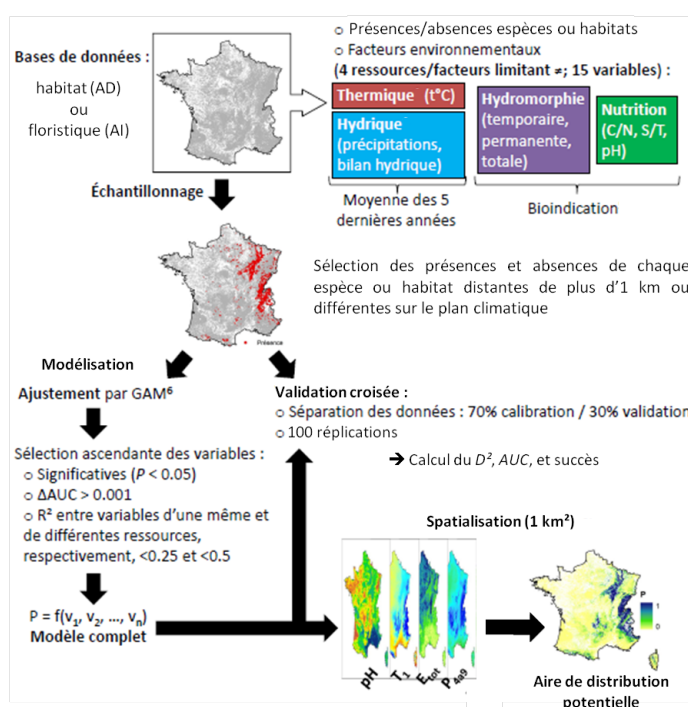 Bases de données :
habitat (AD)
ou
floristique (AI)
o Présences/absences espèces ou habitats
o Facteurs environnementaux
(4 ressources/facteurs limitant ≠; 15 variables) :
Thermique (t°C)
Hydrique
(précipitations,
bilan hydrique)
Hydromorphie
(temporaire,
permanente,
totale)
Nutrition
(C/N, S/T,
pH)
Moyenne des 5
dernières années
Bioindication
Échantillonnage
Présence
Sélection des présences et absences de chaque
espèce ou habitat distantes de plus d'1 km ou
différentes sur le plan climatique
Modélisation
Ajustement par GAM⁶
Sélection ascendante des variables :
o Significatives (P < 0.05)
o ΔAUC > 0.001
o R² entre variables d'une même et
de différentes ressources,
respectivement, <0.25 et <0.5
P = f(v₁, v₂, ..., vₙ)
Modèle complet
Validation croisée :
o Séparation des données : 70% calibration / 30% validation
o 100 réplications
➔ Calcul du D², AUC, et succès
Spatialisation (1 km²)
pH
T₁
E_tot
P_4a9
P
1
0
Aire de distribution
potentielle